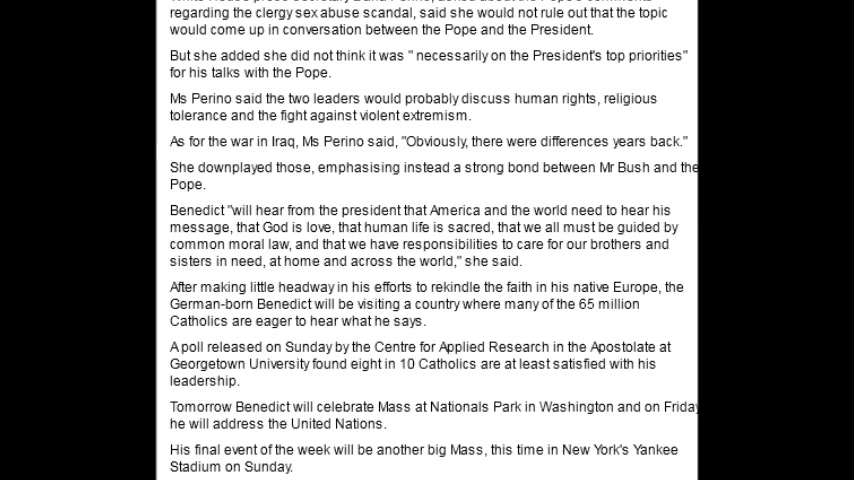 regarding the clergy sex abuse scandal, said she would not rule out that the topic
would come up in conversation between the Pope and the President.
But she added she did not think it was " necessarily on the President's top priorities"
for his talks with the Pope.
Ms Perino said the two leaders would probably discuss human rights, religious
tolerance and the fight against violent extremism.
As for the war in Iraq, Ms Perino said, "Obviously, there were differences years back."
She downplayed those, emphasising instead a strong bond between Mr Bush and the
Pope.
Benedict "will hear from the president that America and the world need to hear his
message, that God is love, that human life is sacred, that we all must be guided by
common moral law, and that we have responsibilities to care for our brothers and
sisters in need, at home and across the world," she said.
After making little headway in his efforts to rekindle the faith in his native Europe, the
German-born Benedict will be visiting a country where many of the 65 million
Catholics are eager to hear what he says.
A poll released on Sunday by the Centre for Applied Research in the Apostolate at
Georgetown University found eight in 10 Catholics are at least satisfied with his
leadership.
Tomorrow Benedict will celebrate Mass at Nationals Park in Washington and on Friday
he will address the United Nations.
His final event of the week will be another big Mass, this time in New York's Yankee
Stadium on Sunday.